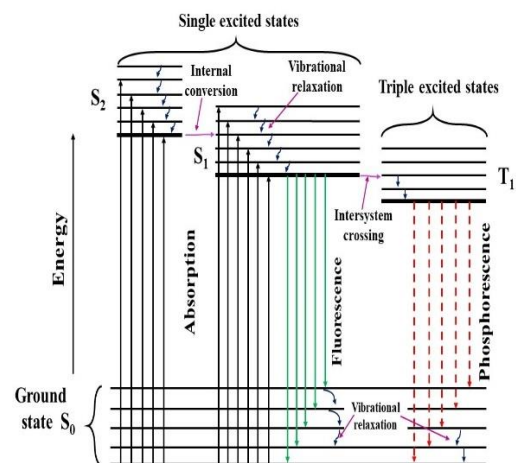 Single excited states
Internal
conversion
Vibrational
relaxation
Triple excited states
S2
S1
T1
Intersystem
crossing
Energy
Absorption
Fluorescence
Phosphorescence
Ground
state S0
Vibrational
relaxation